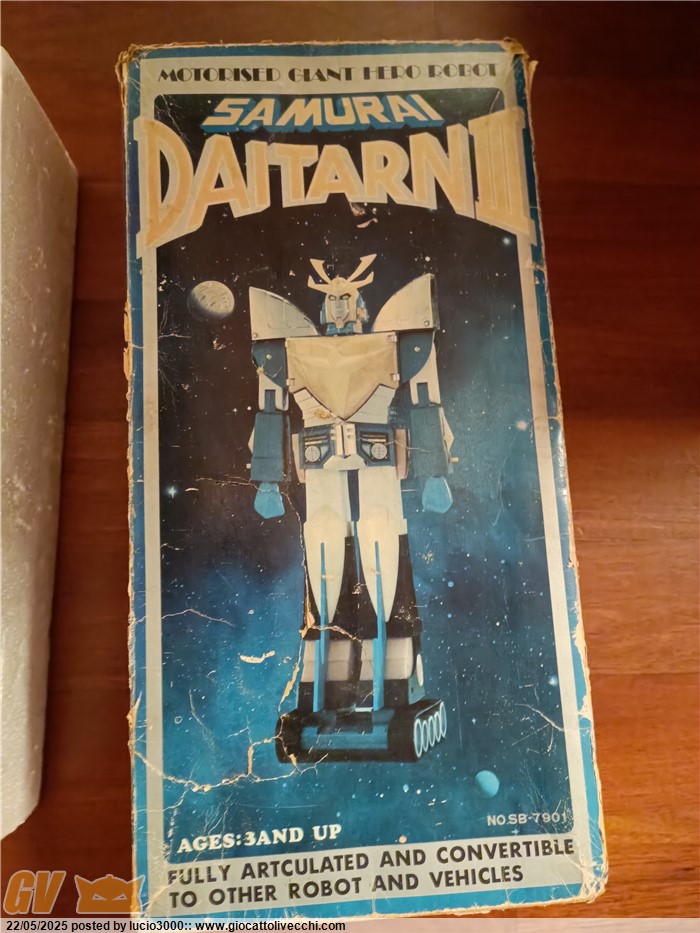 MOTORISED GIANT HERO ROBOT
SAMURAI
DAITARN III
NO.SB-7901
AGES:3AND UP
FULLY ARTCULATED AND CONVERTIBLE
TO OTHER ROBOT AND VEHICLES
GV
22/05/2025 posted by lucio3000:: www.giocattolivecchi.com